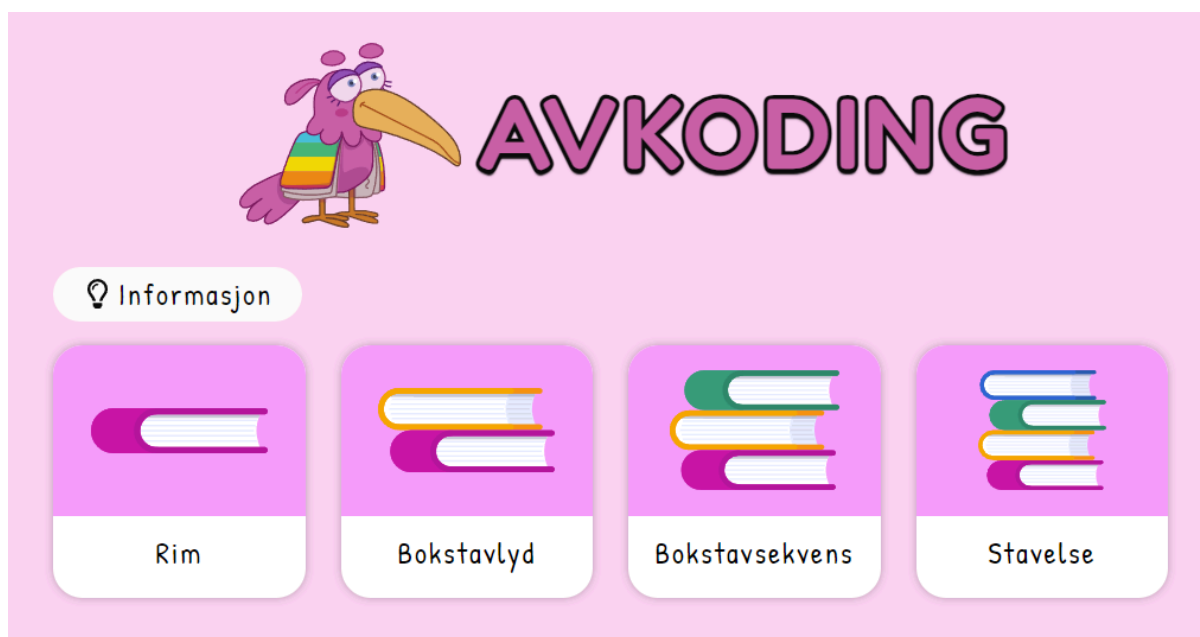 AVKODING
Informasjon
Rim
Bokstavlyd
Bokstavsekvens
Stavelse